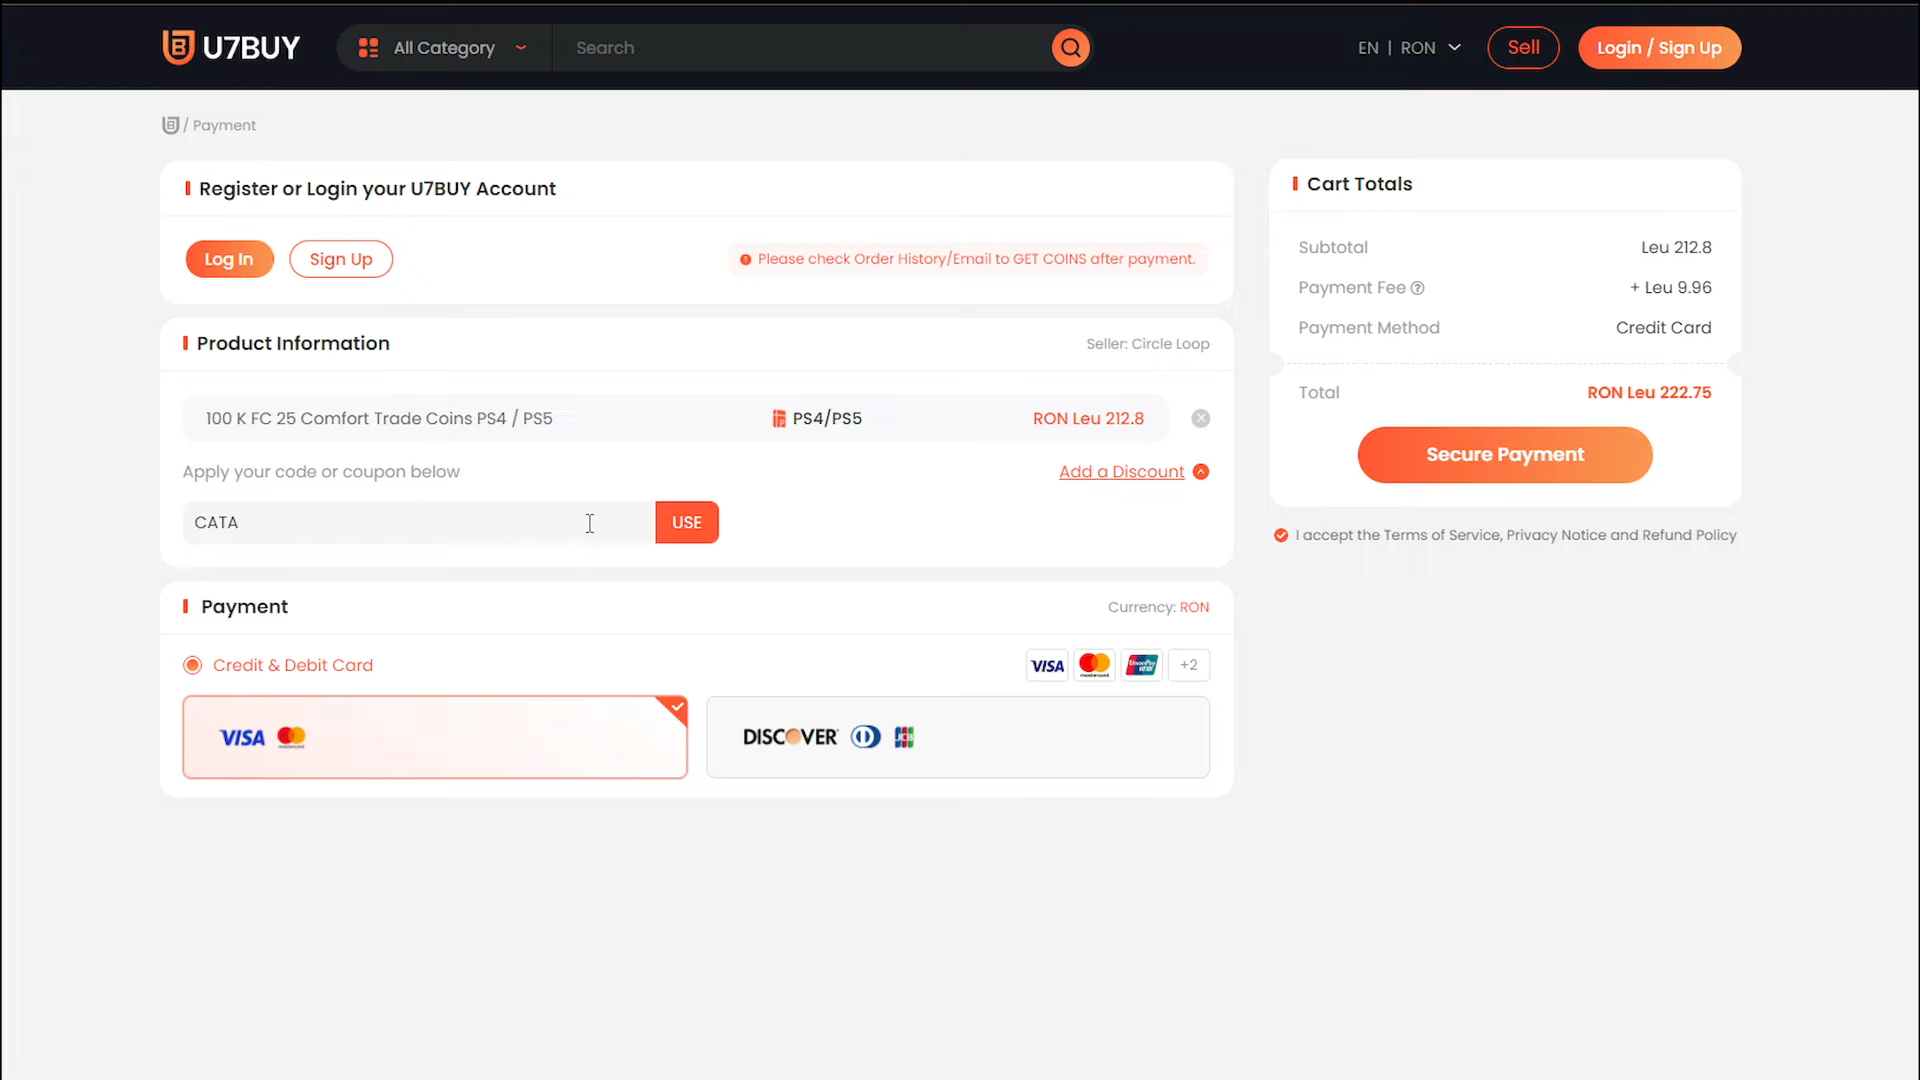 U7BUY
All Category
Search
EN | RON
Sell
Login / Sign Up
/ Payment
Register or Login your U7BUY Account
Log In
Sign Up
Please check Order History/Email to GET COINS after payment.
Product Information
Seller: Circle Loop
100 K FC 25 Comfort Trade Coins PS4 / PS5
PS4/PS5
RON Leu 212.8
Apply your code or coupon below
Add a Discount
CATA
USE
Payment
Currency: RON
Credit & Debit Card
VISA
mastercard
UnionPay
+2
VISA
mastercard
DISCOVER
JCB
Cart Totals
Subtotal
Leu 212.8
Payment Fee
+ Leu 9.96
Payment Method
Credit Card
Total
RON Leu 222.75
Secure Payment
I accept the Terms of Service, Privacy Notice and Refund Policy